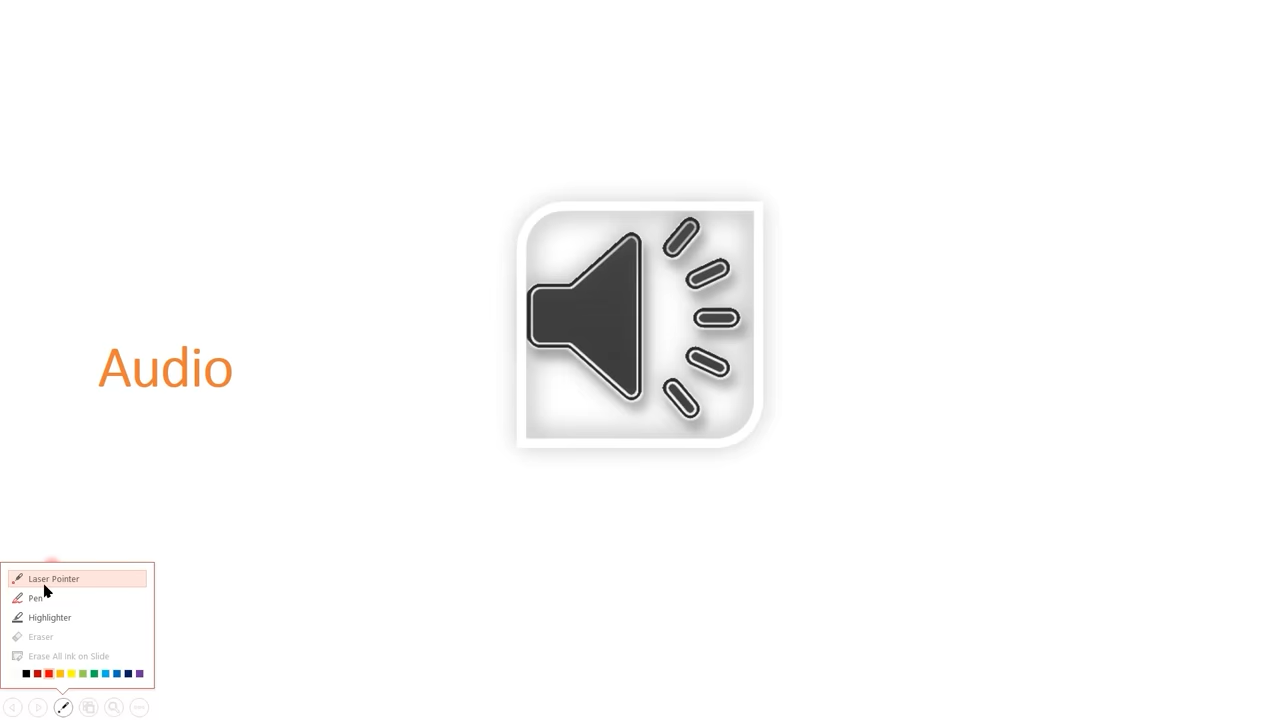 Audio
Laser Pointer
Pen
Highlighter
Eraser
Erase All Ink on Slide